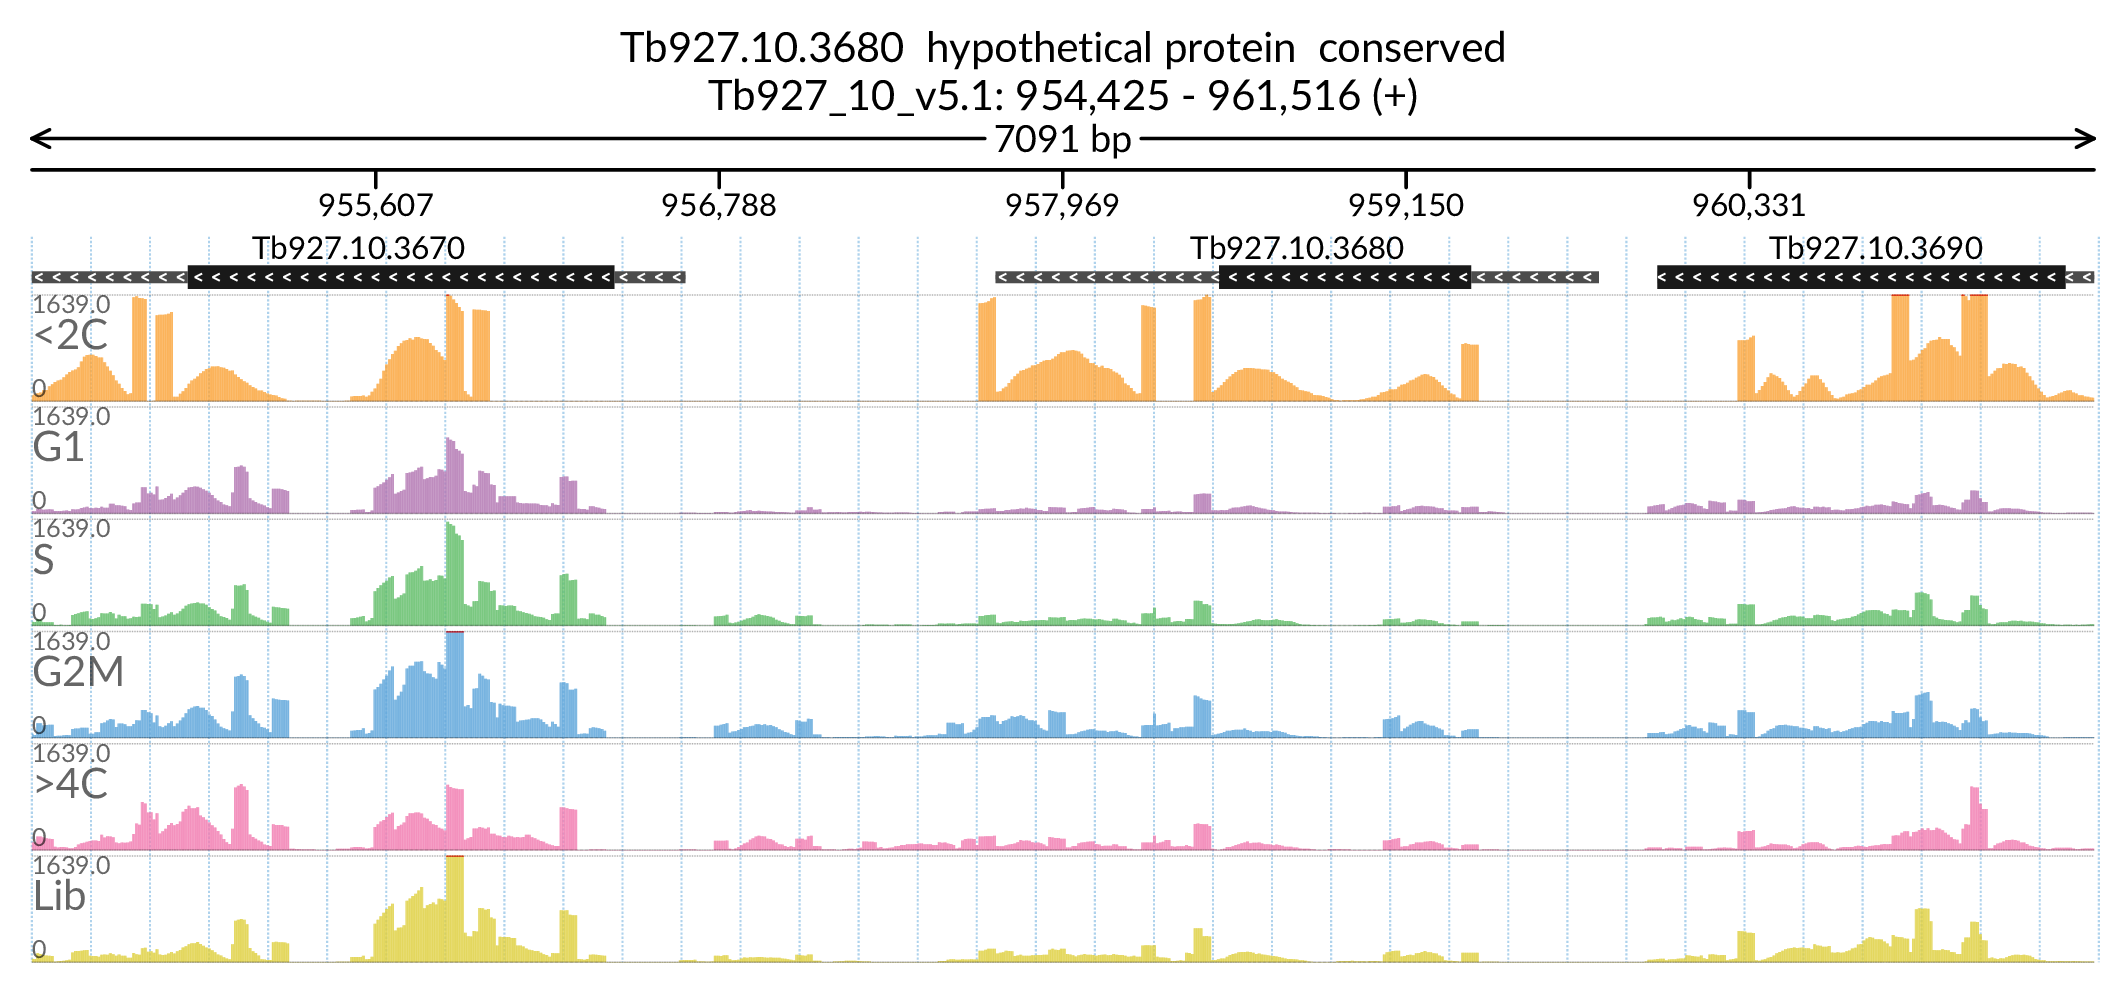 Tb927.10.3680 hypothetical protein conserved
Tb927_10_v5.1: 954,425 - 961,516 (+)
7091 bp
955,607 956,788 957,969 959,150 960,331
Tb927.10.3670 Tb927.10.3680 Tb927.10.3690
1639.0
<2C
0
1639.0
G1
0
1639.0
S
0
1639.0
G2M
0
1639.0
>4C
0
1639.0
Lib
0